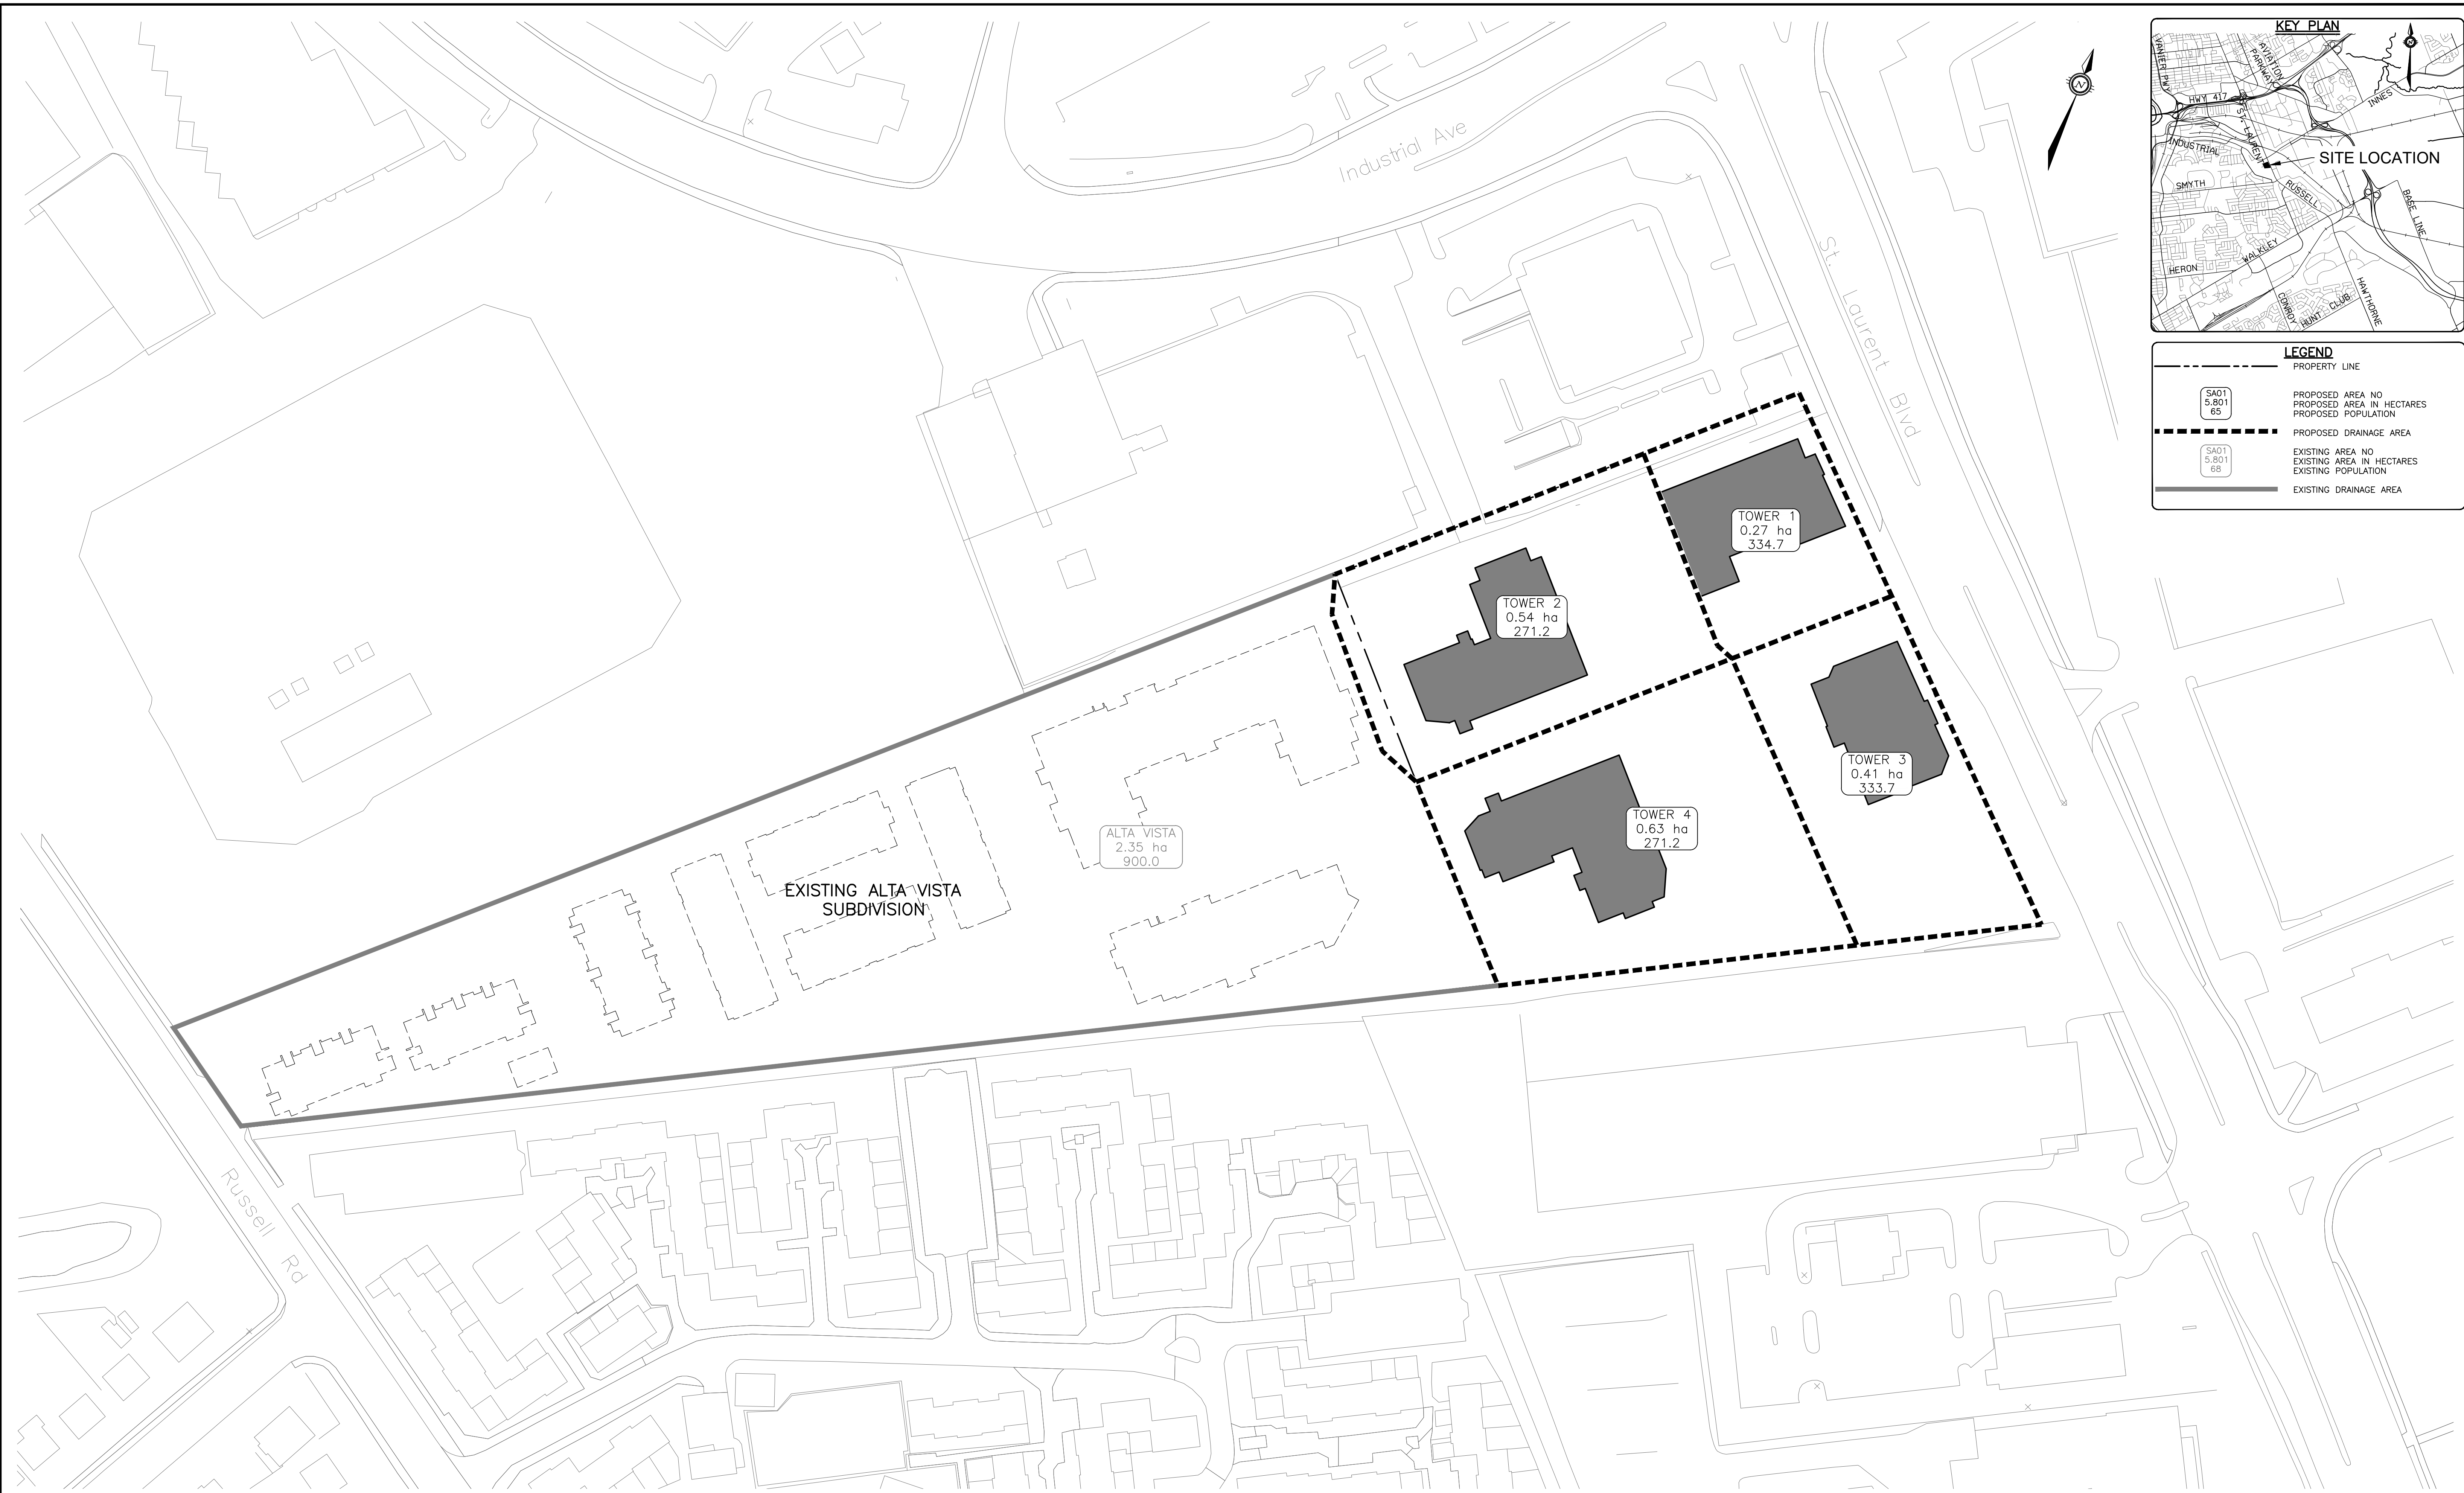 KEY PLAN
VANIER PW
AVIATION
PARKWAY
HWY 417
ST. LAURENT
INNES
INDUSTRIAL
SITE LOCATION
SMYTH
RUSSELL
BASE LINE
WALKLEY
HERON
CONROY
HUNT CLUB
HAWTHORNE
N
LEGEND
PROPERTY LINE
SA01
5.801
65
PROPOSED AREA NO
PROPOSED AREA IN HECTARES
PROPOSED POPULATION
PROPOSED DRAINAGE AREA
SA01
5.801
68
EXISTING AREA NO
EXISTING AREA IN HECTARES
EXISTING POPULATION
EXISTING DRAINAGE AREA
Industrial Ave
St. Laurent Blvd
TOWER 1
0.27 ha
334.7
TOWER 2
0.54 ha
271.2
TOWER 3
0.41 ha
333.7
TOWER 4
0.63 ha
271.2
ALTA VISTA
2.35 ha
900.0
EXISTING ALTA VISTA
SUBDIVISION
Russell Rd